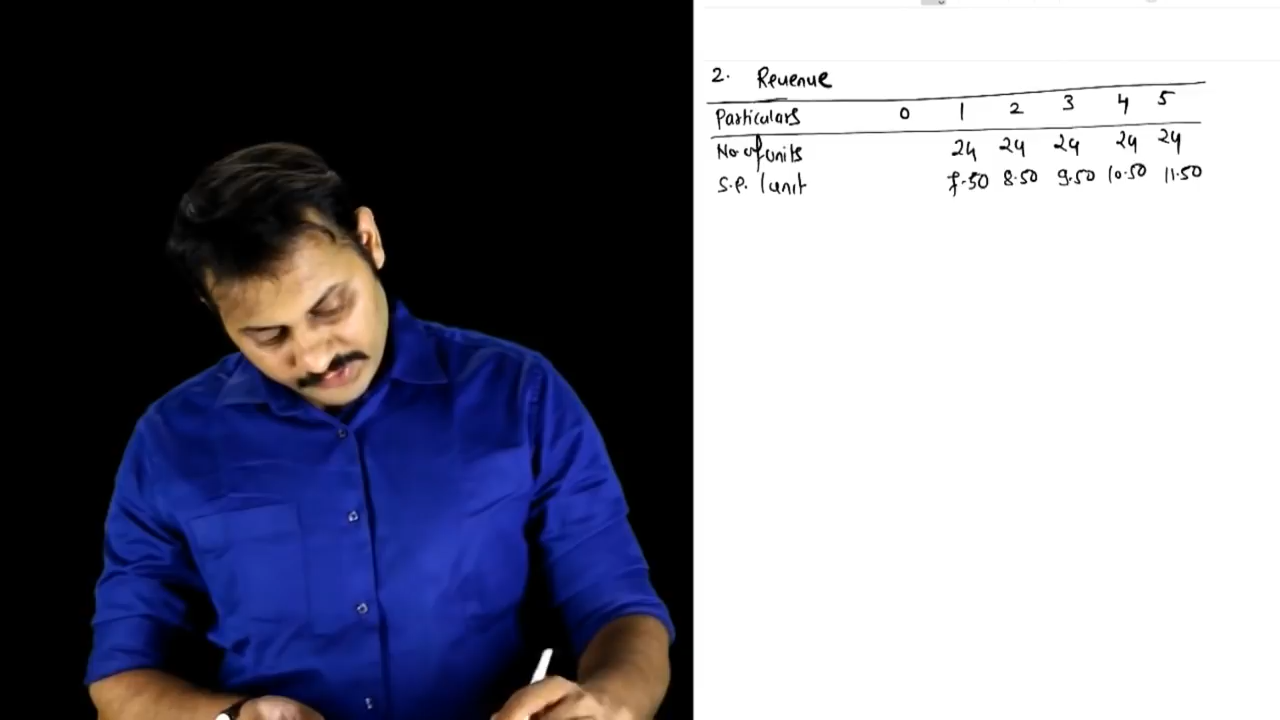 2. Revenue
Particulars 0 1 2 3 4 5
No of units 24 24 24 24 24
S.P. / unit 7.50 8.50 9.50 10.50 11.50